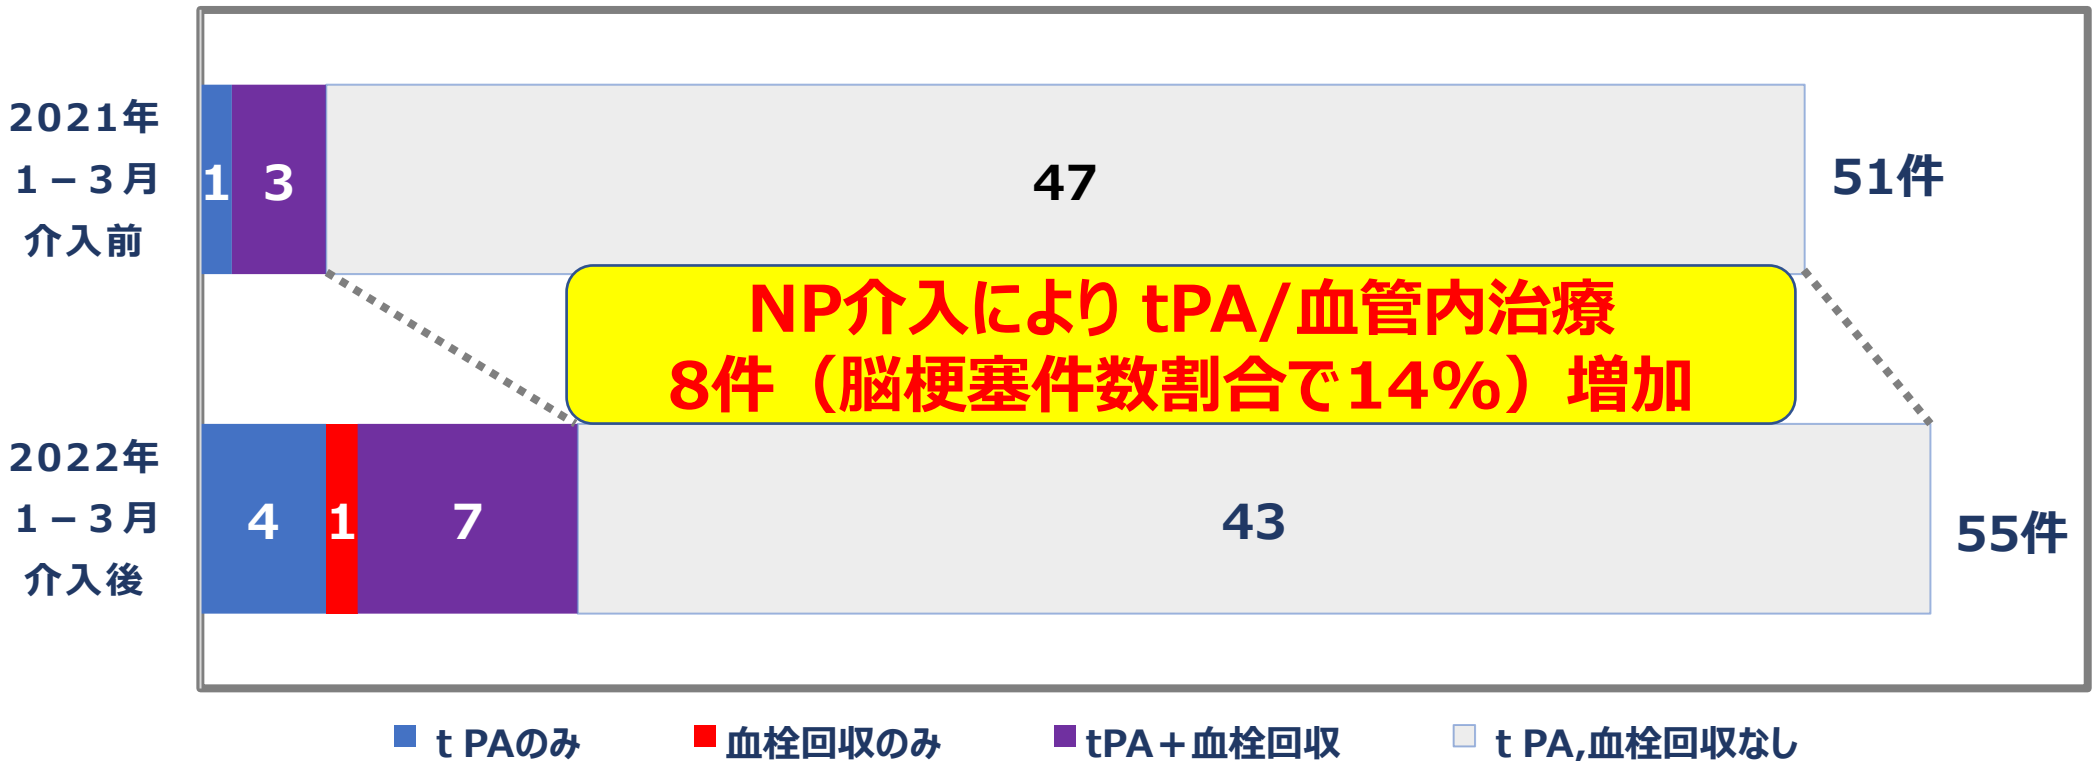 2021年
１－３月
介入前
1
3
47
51件
NP介入により tPA/血管内治療
8件（脳梗塞件数割合で14%）増加
2022年
１－３月
介入後
4
1
7
43
55件
ｔPAのみ
血栓回収のみ
tPA＋血栓回収
ｔPA,血栓回収なし